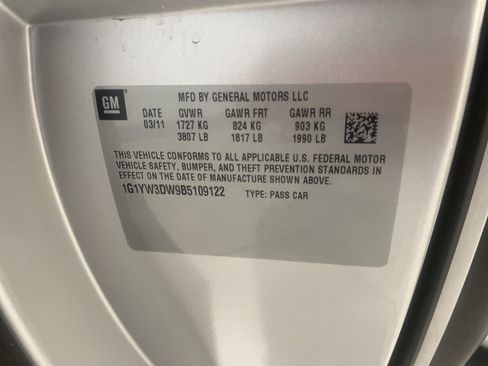 GM
MFD BY GENERAL MOTORS LLC
DATE GVWR GAWR FRT GAWR RR
03/11 1727 KG 824 KG 903 KG
3807 LB 1817 LB 1990 LB
THIS VEHICLE CONFORMS TO ALL APPLICABLE U.S. FEDERAL MOTOR
VEHICLE SAFETY, BUMPER, AND THEFT PREVENTION STANDARDS IN
EFFECT ON THE DATE OF MANUFACTURE SHOWN ABOVE.
1G1YW3DW9B5109122 TYPE: PASS CAR